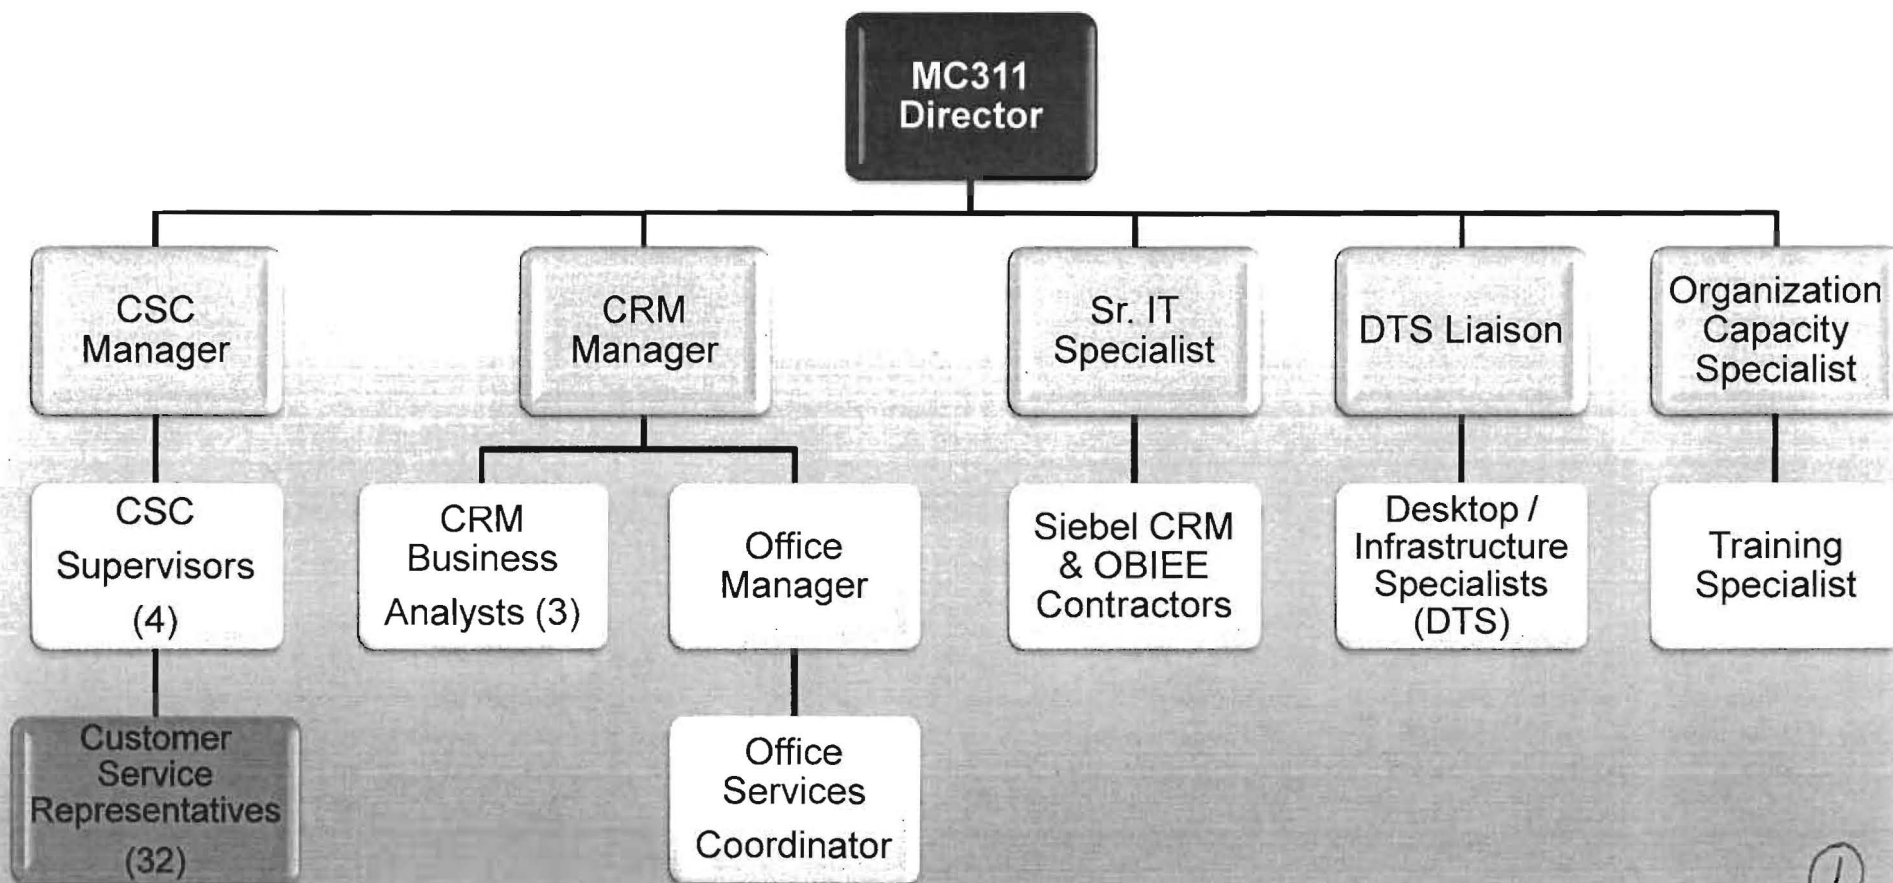 MC311
Director
CSC
Manager
CRM
Manager
Sr. IT
Specialist
DTS Liaison
Organization
Capacity
Specialist
CSC
Supervisors
(4)
CRM
Business
Analysts (3)
Office
Manager
Siebel CRM
& OBIEE
Contractors
Desktop /
Infrastructure
Specialists
(DTS)
Training
Specialist
Customer
Service
Representatives
(32)
Office
Services
Coordinator
1